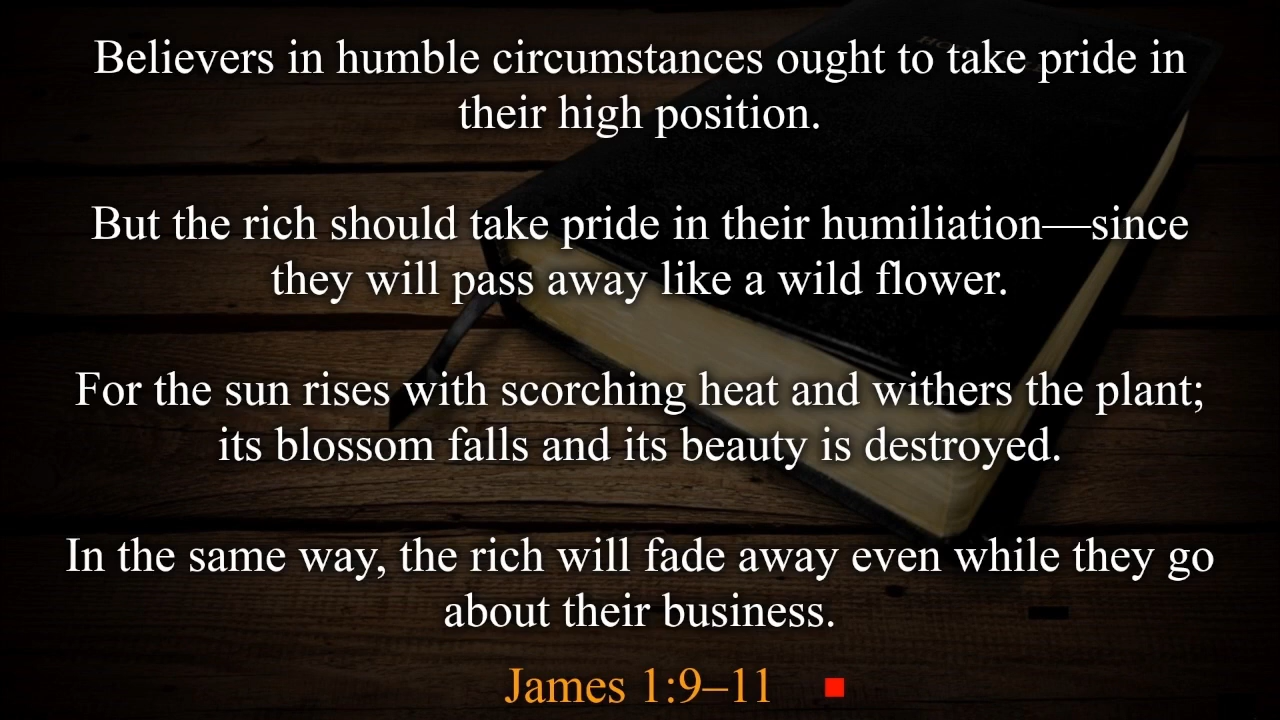 Believers in humble circumstances ought to take pride in
their high position.
But the rich should take pride in their humiliation—since
they will pass away like a wild flower.
For the sun rises with scorching heat and withers the plant;
its blossom falls and its beauty is destroyed.
In the same way, the rich will fade away even while they go
about their business.
James 1:9–11